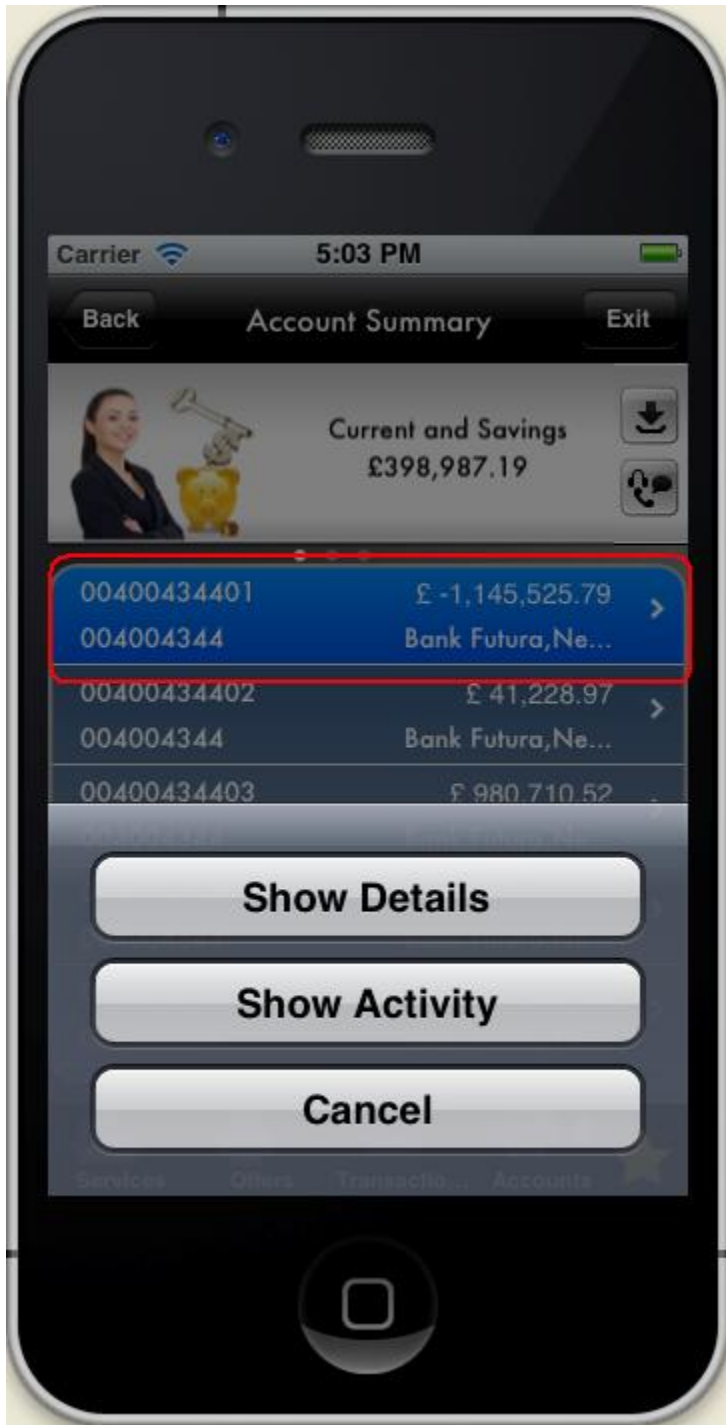 Carrier 5:03 PM
Back Account Summary Exit
Current and Savings
£398,987.19
00400434401 £ -1,145,525.79
004004344 Bank Futura,Ne...
00400434402 £ 41,228.97
004004344 Bank Futura,Ne...
00400434403 £ 980,710.52
Show Details
Show Activity
Cancel
Services Offers Transactio... Accounts